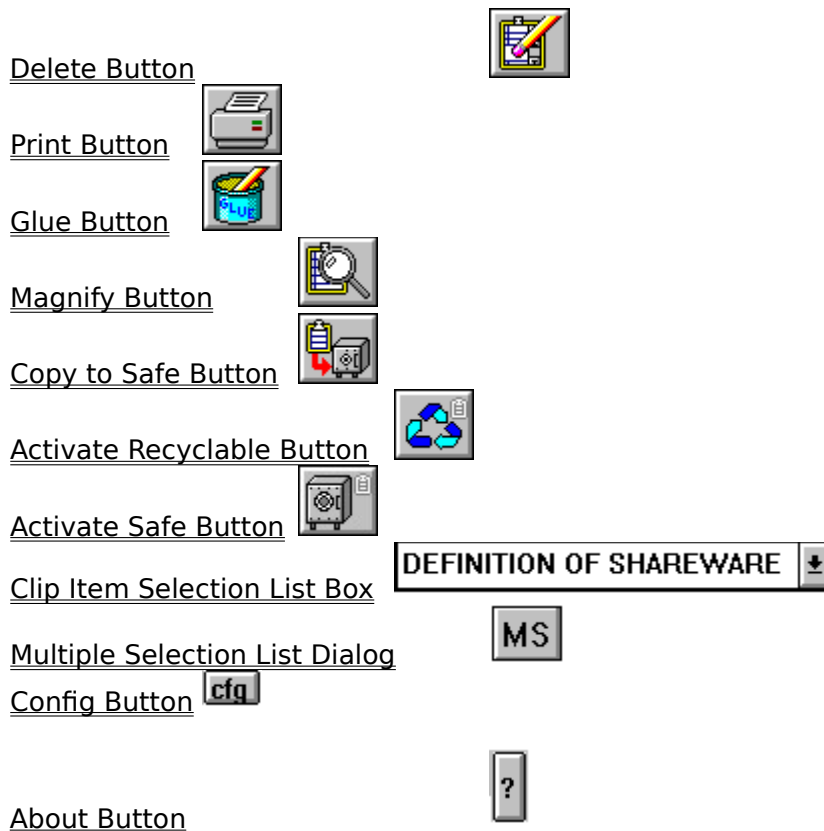 Delete Button
Print Button
Glue Button GLUE
Magnify Button
Copy to Safe Button
Activate Recyclable Button
Activate Safe Button
Clip Item Selection List Box DEFINITION OF SHAREWARE
Multiple Selection List Dialog MS
Config Button cfg
About Button ?